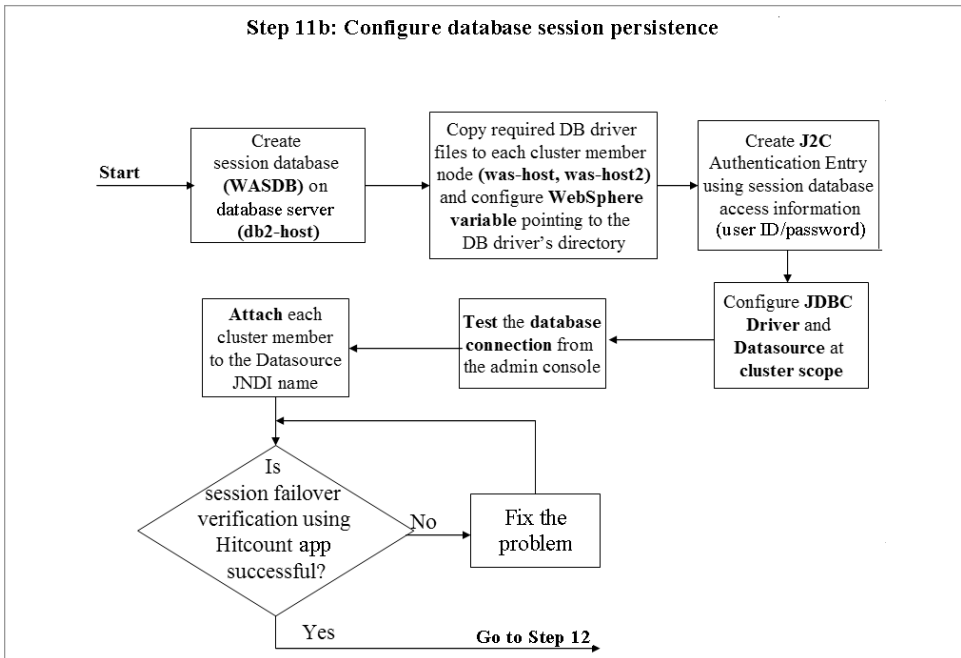 Step 11b: Configure database session persistence
Start
Create
session database
(WASDB) on
database server
(db2-host)
Copy required DB driver
files to each cluster member
node (was-host, was-host2)
and configure WebSphere
variable pointing to the
DB driver's directory
Create J2C
Authentication Entry
using session database
access information
(user ID/password)
Configure JDBC
Driver and
Datasource at
cluster scope
Test the database
connection from
the admin console
Attach each
cluster member
to the Datasource
JNDI name
Is
session failover
verification using
Hitcount app
successful?
No
Fix the
problem
Yes
Go to Step 12